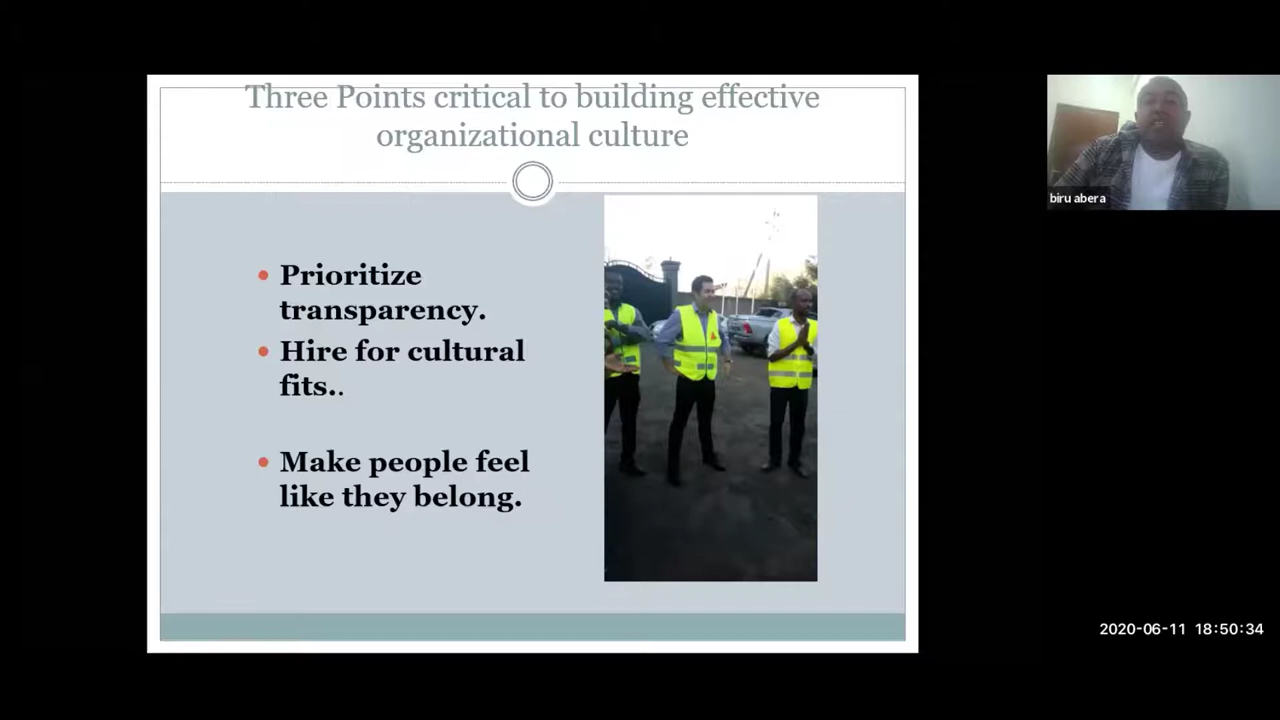 Three Points critical to building effective
organizational culture
Prioritize
transparency.
Hire for cultural
fits..
Make people feel
like they belong.
biru abera
2020-06-11 18:50:34